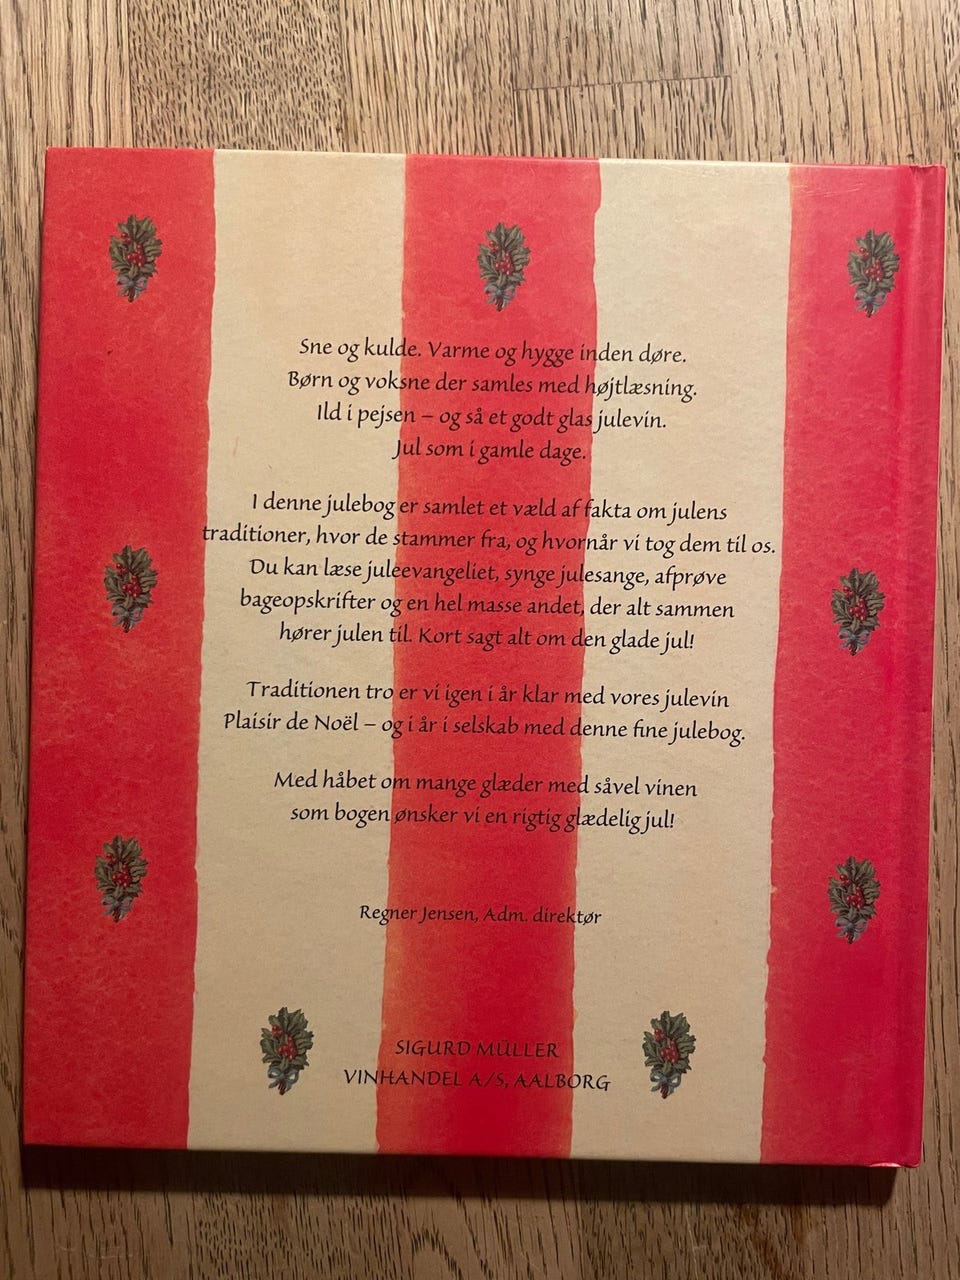 Sne og kulde. Varme og hygge inden døre.
Børn og voksne der samles med højtlæsning.
Ild i pejsen – og så et godt glas julevin.
Jul som i gamle dage.
I denne julebog er samlet et væld af fakta om julens
traditioner, hvor de stammer fra, og hvornår vi tog dem til os.
Du kan læse juleevangeliet, synge julesange, afprøve
bageopskrifter og en hel masse andet, der alt sammen
hører julen til. Kort sagt alt om den glade jul!
Traditionen tro er vi igen i år klar med vores julevin
Plaisir de Noël – og i år i selskab med denne fine julebog.
Med håbet om mange glæder med såvel vinen
som bogen ønsker vi en rigtig glædelig jul!
Regner Jensen, Adm. direktør
SIGURD MÜLLER
VINHANDEL A/S, AALBORG